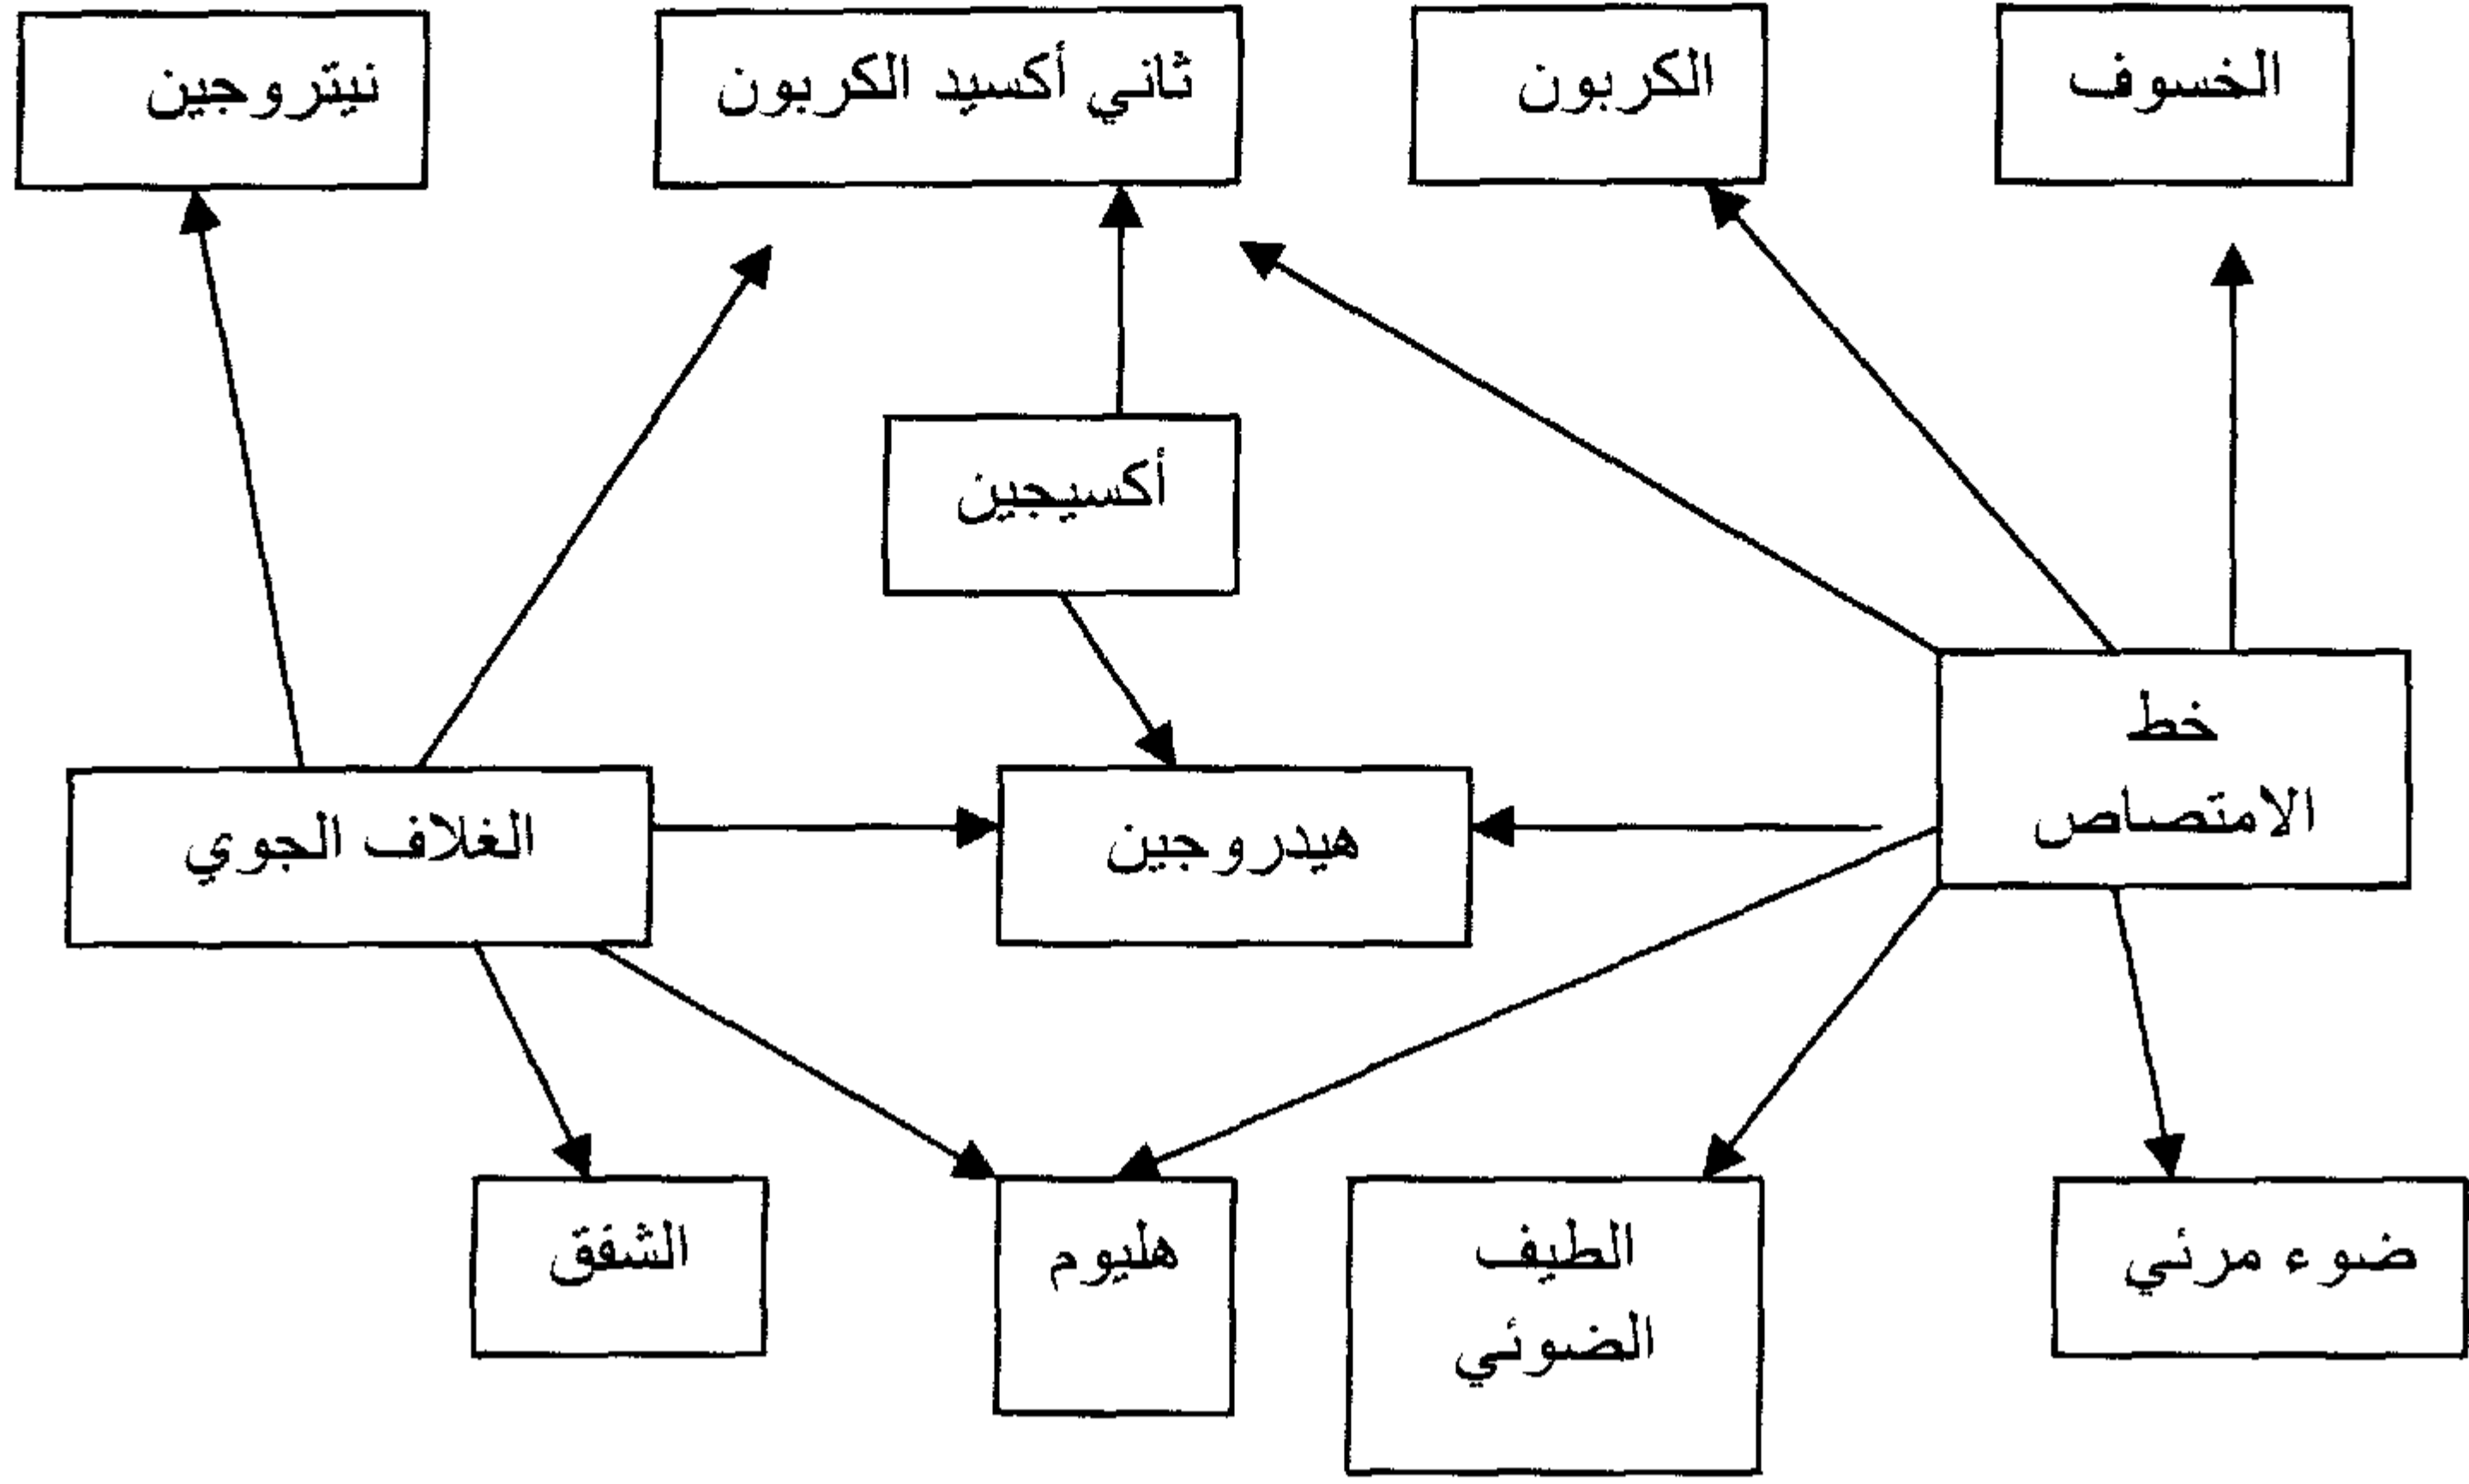 الخسوف
الكربون
ثاني أكسيد الكربون
نيتروجين
أكسيجين
خط
الامتصاص
هيدروجين
الغلاف الجوي
ضوء مرئي
الطيف
الضوئي
هليوم
الشفق